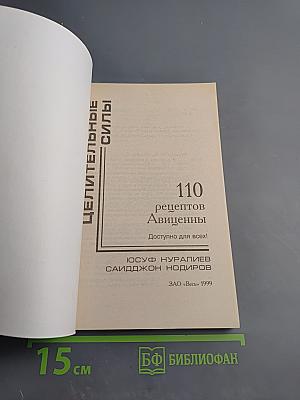 ЦЕЛИТЕЛЬНЫЕ
СИЛЫ
110
рецептов
Авиценны
Доступно для всех!
ЮСУФ НУРАЛИЕВ
САИДДЖОН НОДИРОВ
ЗАО «Весь» 1999
15 см
БФ БИБЛИОФАН